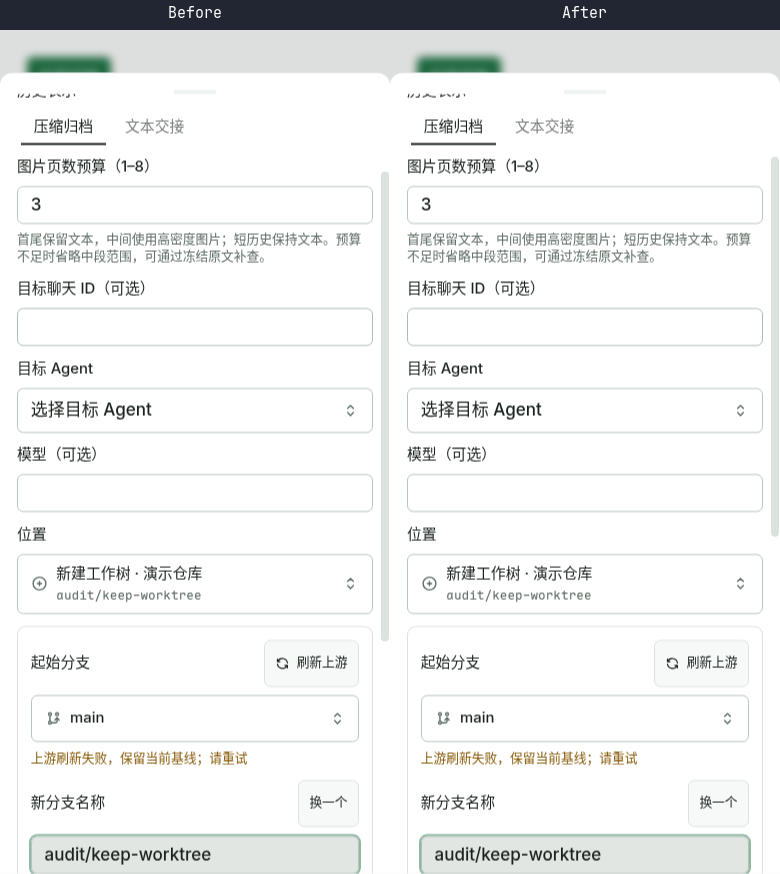 Before
After
压缩归档
文本交接
图片页数预算（1–8）
3
首尾保留文本，中间使用高密度图片；短历史保持文本。预算
不足时省略中段范围，可通过冻结原文补查。
目标聊天 ID（可选）
目标 Agent
选择目标 Agent
模型（可选）
位置
新建工作树 · 演示仓库
audit/keep-worktree
起始分支
刷新上游
main
上游刷新失败，保留当前基线；请重试
新分支名称
换一个
audit/keep-worktree
压缩归档
文本交接
图片页数预算（1–8）
3
首尾保留文本，中间使用高密度图片；短历史保持文本。预算
不足时省略中段范围，可通过冻结原文补查。
目标聊天 ID（可选）
目标 Agent
选择目标 Agent
模型（可选）
位置
新建工作树 · 演示仓库
audit/keep-worktree
起始分支
刷新上游
main
上游刷新失败，保留当前基线；请重试
新分支名称
换一个
audit/keep-worktree